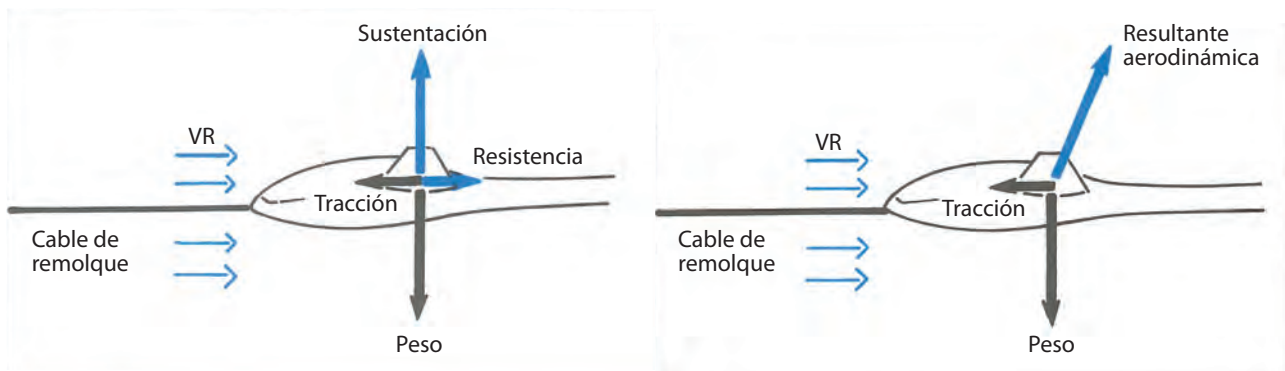 Sustentación
VR
Resistencia
Tracción
Cable de
remolque
Peso
Resultante
aerodinámica
VR
Tracción
Cable de
remolque
Peso